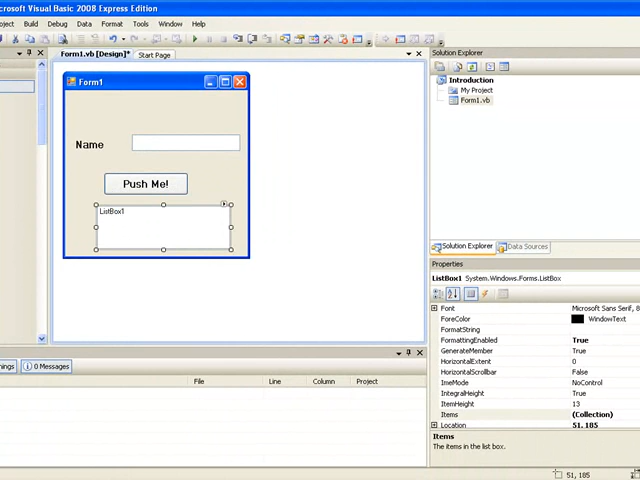 rosoft Visual Basic 2008 Express Edition
roject Build Debug Data Format Tools Window Help
Form1.vb [Design]* Start Page
Form1
Name
Push Me!
ListBox1
Solution Explorer
Introduction
My Project
Form1.vb
Solution Explorer Data Sources
Properties
ListBox1 System.Windows.Forms.ListBox
Font Microsoft Sans Serif, 8
ForeColor WindowText
FormatString
FormattingEnabled True
GenerateMember True
HorizontalExtent 0
HorizontalScrollbar False
ImeMode NoControl
IntegralHeight True
ItemHeight 13
Items (Collection)
Location 51, 185
Items
The items in the list box.
nings 0 Messages
File Line Column Project
51, 185